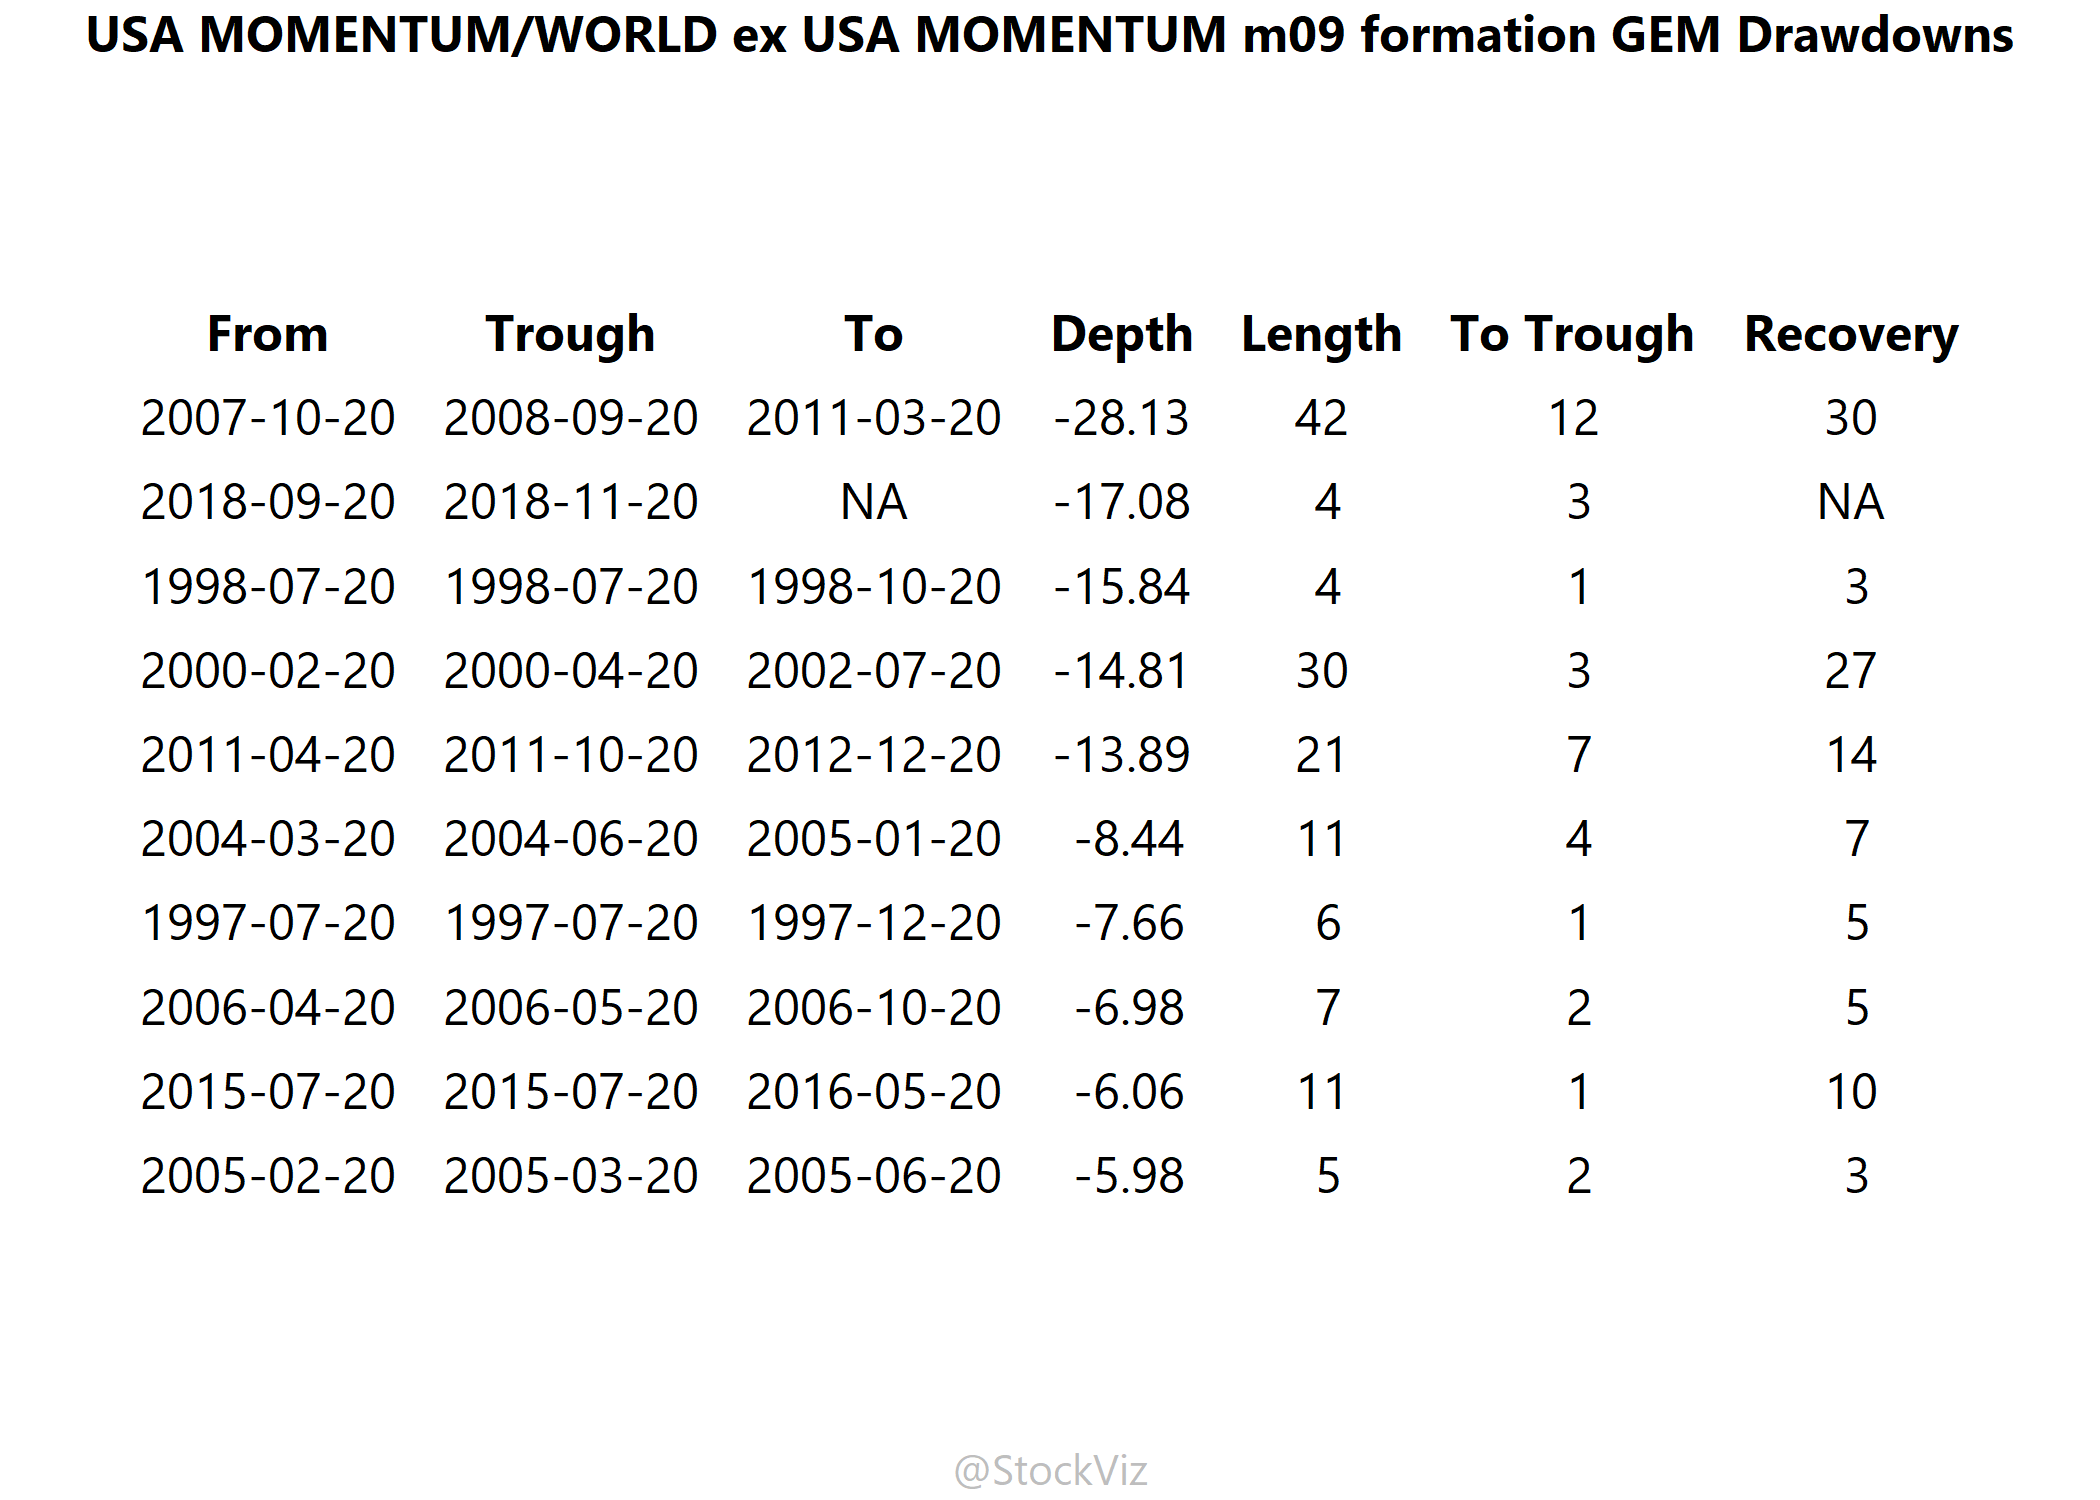 USA MOMENTUM/WORLD ex USA MOMENTUM m09 formation GEM Drawdowns
From Trough To Depth Length To Trough Recovery
2007-10-20 2008-09-20 2011-03-20 -28.13 42 12 30
2018-09-20 2018-11-20 NA -17.08 4 3 NA
1998-07-20 1998-07-20 1998-10-20 -15.84 4 1 3
2000-02-20 2000-04-20 2002-07-20 -14.81 30 3 27
2011-04-20 2011-10-20 2012-12-20 -13.89 21 7 14
2004-03-20 2004-06-20 2005-01-20 -8.44 11 4 7
1997-07-20 1997-07-20 1997-12-20 -7.66 6 1 5
2006-04-20 2006-05-20 2006-10-20 -6.98 7 2 5
2015-07-20 2015-07-20 2016-05-20 -6.06 11 1 10
2005-02-20 2005-03-20 2005-06-20 -5.98 5 2 3
@StockViz